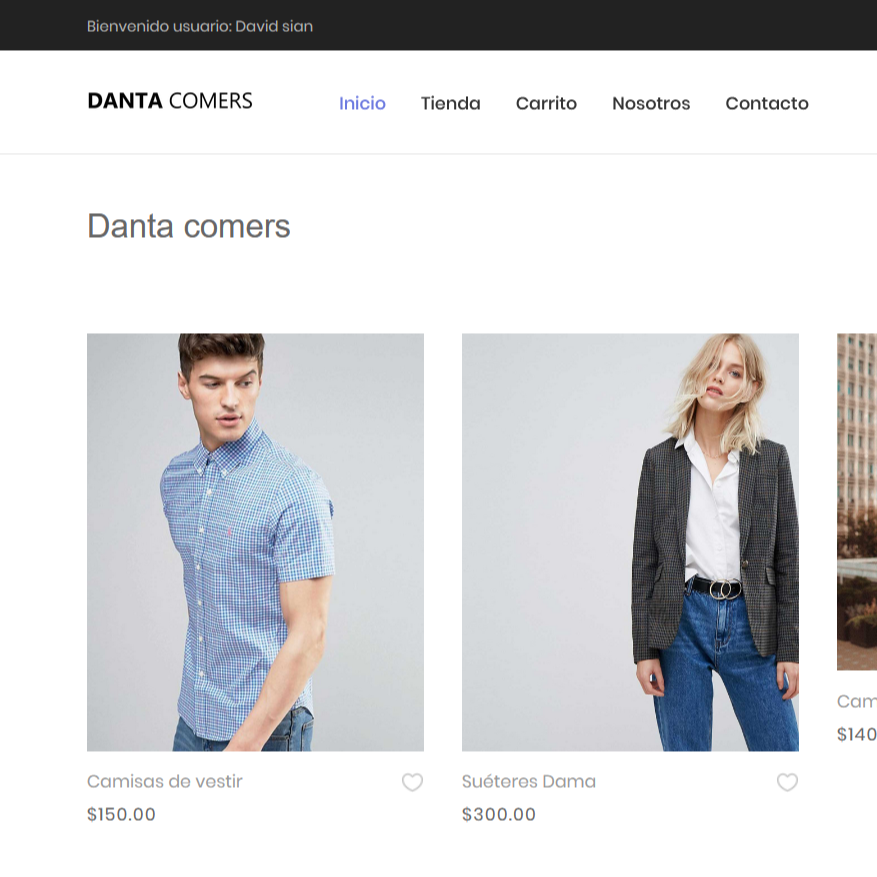 Bienvenido usuario: David sian
DANTA COMERS
Inicio Tienda Carrito Nosotros Contacto
Danta comers
Camisas de vestir
$150.00
Suéteres Dama
$300.00
Cam
$140